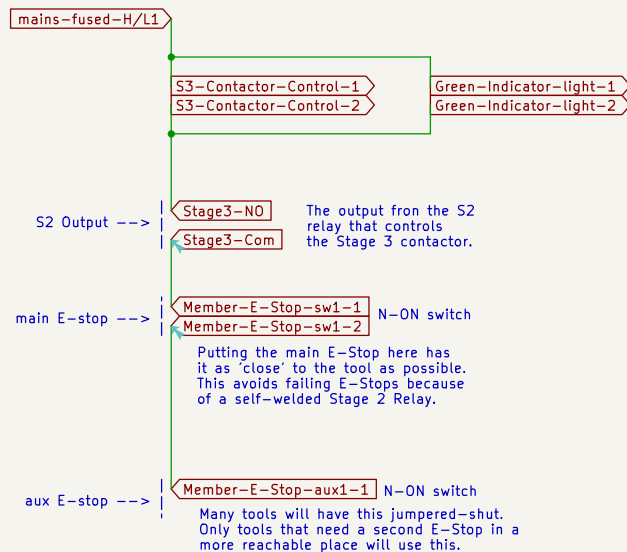 mains-fused-H/L1
S3-Contactor-Control-1
Green-Indicator-light-1
S3-Contactor-Control-2
Green-Indicator-light-2
S2 Output -->
Stage3-NO
Stage3-Com
The output fron the S2
relay that controls
the Stage 3 contactor.
main E-stop -->
Member-E-Stop-sw1-1
Member-E-Stop-sw1-2
N-ON switch
Putting the main E-Stop here has
it as 'close' to the tool as possible.
This avoids failing E-Stops because
of a self-welded Stage 2 Relay.
aux E-stop -->
Member-E-Stop-aux1-1
N-ON switch
Many tools will have this jumpered-shut.
Only tools that need a second E-Stop in a
more reachable place will use this.